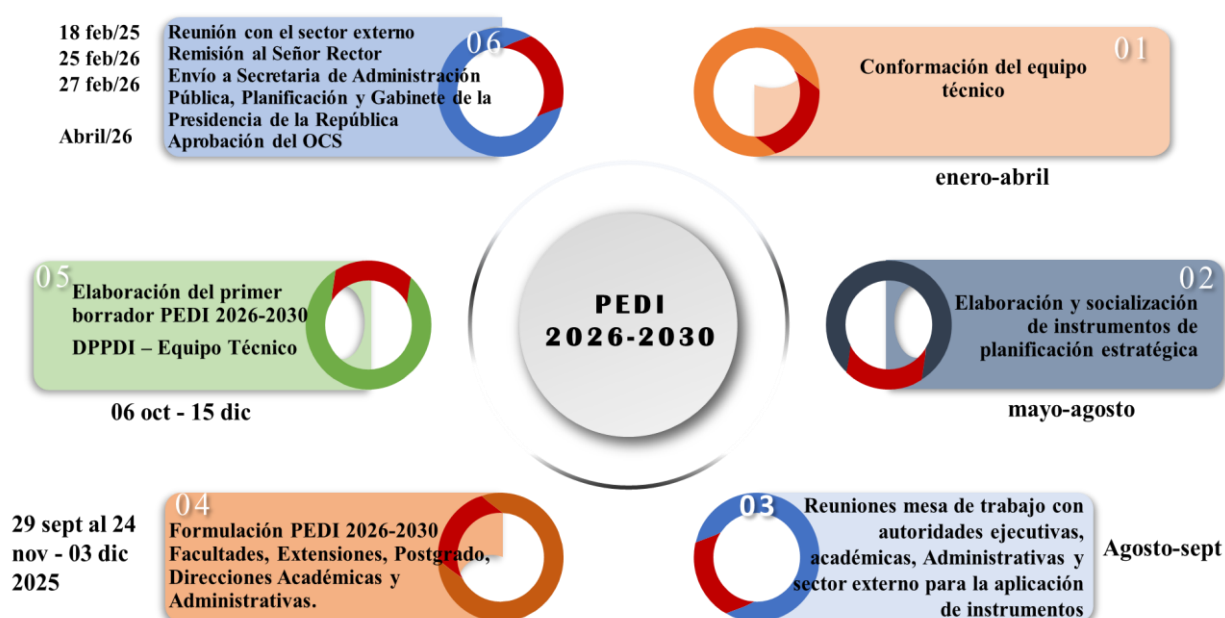 PEDI
2026-2030
01
Conformación del equipo
técnico
enero-abril
02
Elaboración y socialización
de instrumentos de
planificación estratégica
mayo-agosto
03
Reuniones mesa de trabajo con
autoridades ejecutivas,
académicas, Administrativas y
sector externo para la aplicación
de instrumentos
Agosto-sept
04
Formulación PEDI 2026-2030
Facultades, Extensiones, Postgrado,
Direcciones Académicas y
Administrativas.
29 sept al 24
nov - 03 dic
2025
05
Elaboración del primer
borrador PEDI 2026-2030
DPPDI – Equipo Técnico
06 oct - 15 dic
06
18 feb/25 Reunión con el sector externo
25 feb/26 Remisión al Señor Rector
27 feb/26 Envío a Secretaria de Administración
Pública, Planificación y Gabinete de la
Presidencia de la República
Abril/26 Aprobación del OCS